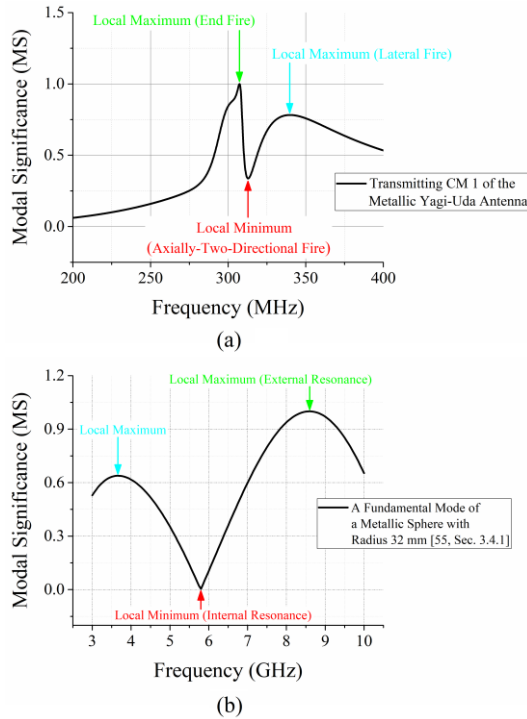 Local Maximum (End Fire)
Local Maximum (Lateral Fire)
Modal Significance (MS)
1.0
0.5
0.0
Local Minimum
(Axially-Two-Directional Fire)
Transmitting CM 1 of the
Metallic Yagi-Uda Antenna
200 250 300 350 400
Frequency (MHz)
(a)
Local Maximum (External Resonance)
Local Maximum
Modal Significance (MS)
1.2
0.9
0.6
0.3
0.0
A Fundamental Mode of
a Metallic Sphere with
Radius 32 mm [55, Sec. 3.4.1]
Local Minimum (Internal Resonance)
3 4 5 6 7 8 9 10
Frequency (GHz)
(b)